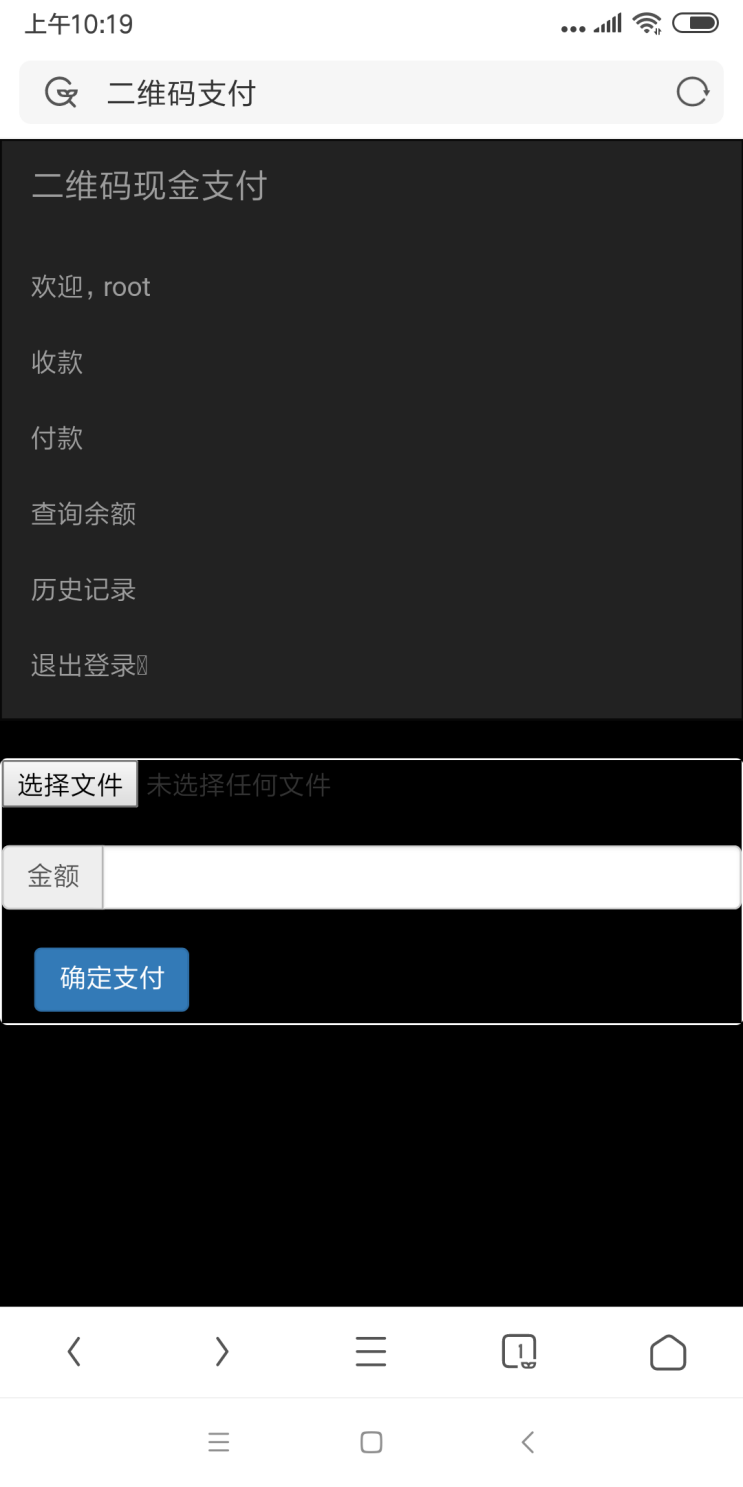 上午10:19
二维码支付
二维码现金支付
欢迎, root
收款
付款
查询余额
历史记录
退出登录
选择文件 未选择任何文件
金额
确定支付
1